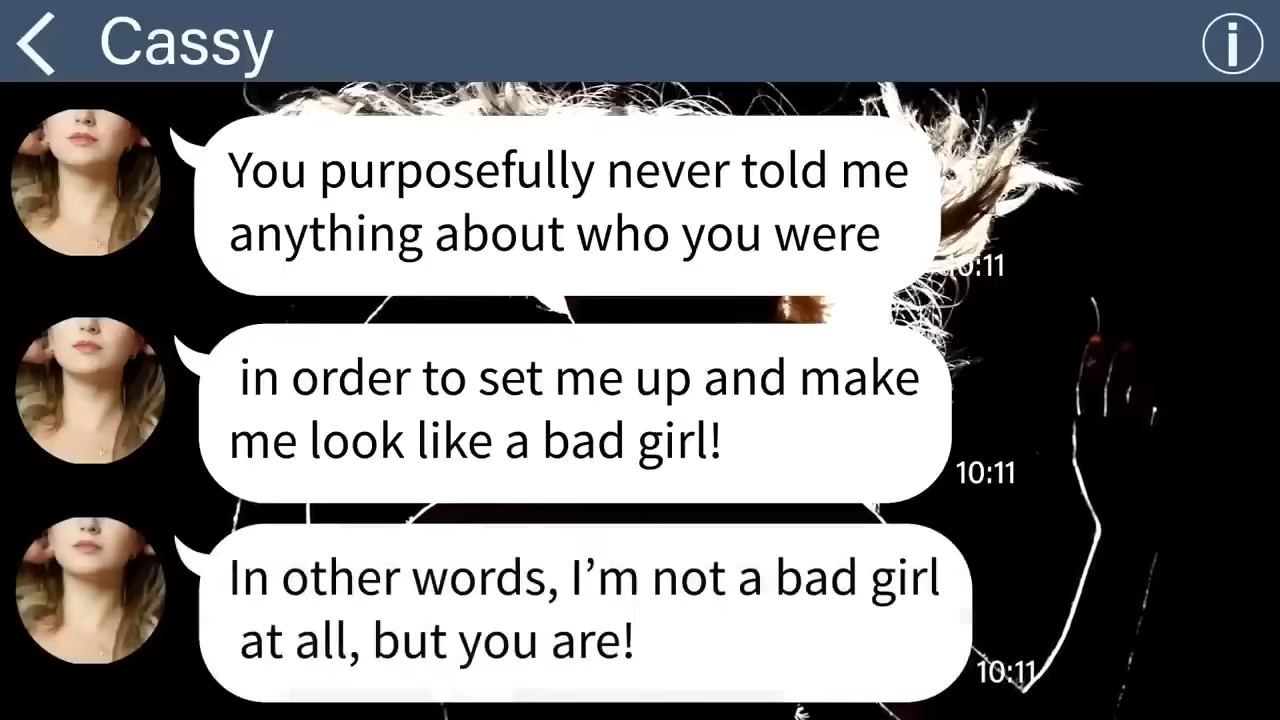 Cassy
You purposefully never told me
anything about who you were
10:11
in order to set me up and make
me look like a bad girl!
10:11
In other words, I’m not a bad girl
at all, but you are!
10:11